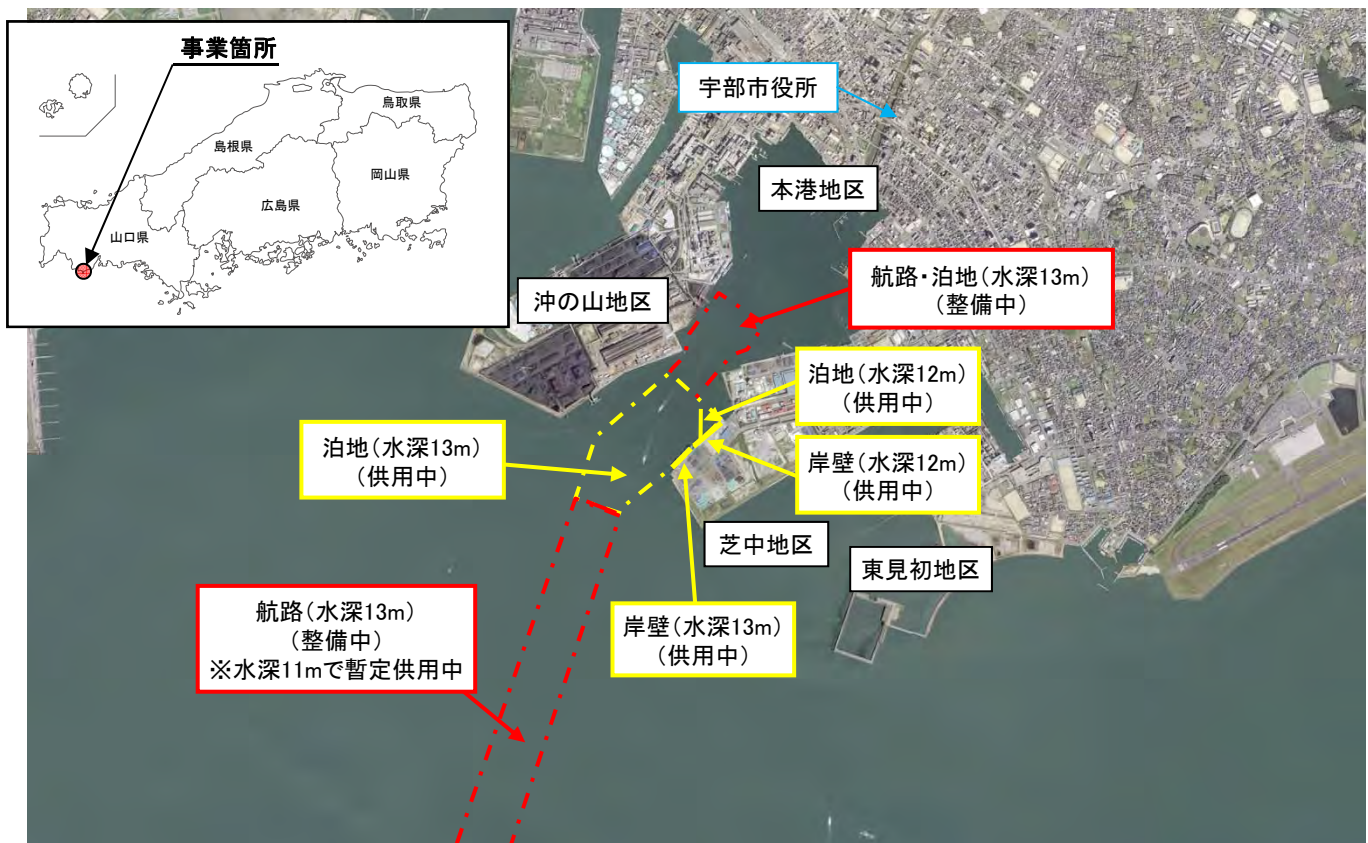 事業箇所
鳥取県
島根県
岡山県
広島県
山口県
宇部市役所
本港地区
航路・泊地(水深13m)
(整備中)
沖の山地区
泊地(水深12m)
(供用中)
泊地(水深13m)
(供用中)
岸壁(水深12m)
(供用中)
芝中地区
東見初地区
航路(水深13m)
(整備中)
※水深11mで暫定供用中
岸壁(水深13m)
(供用中)